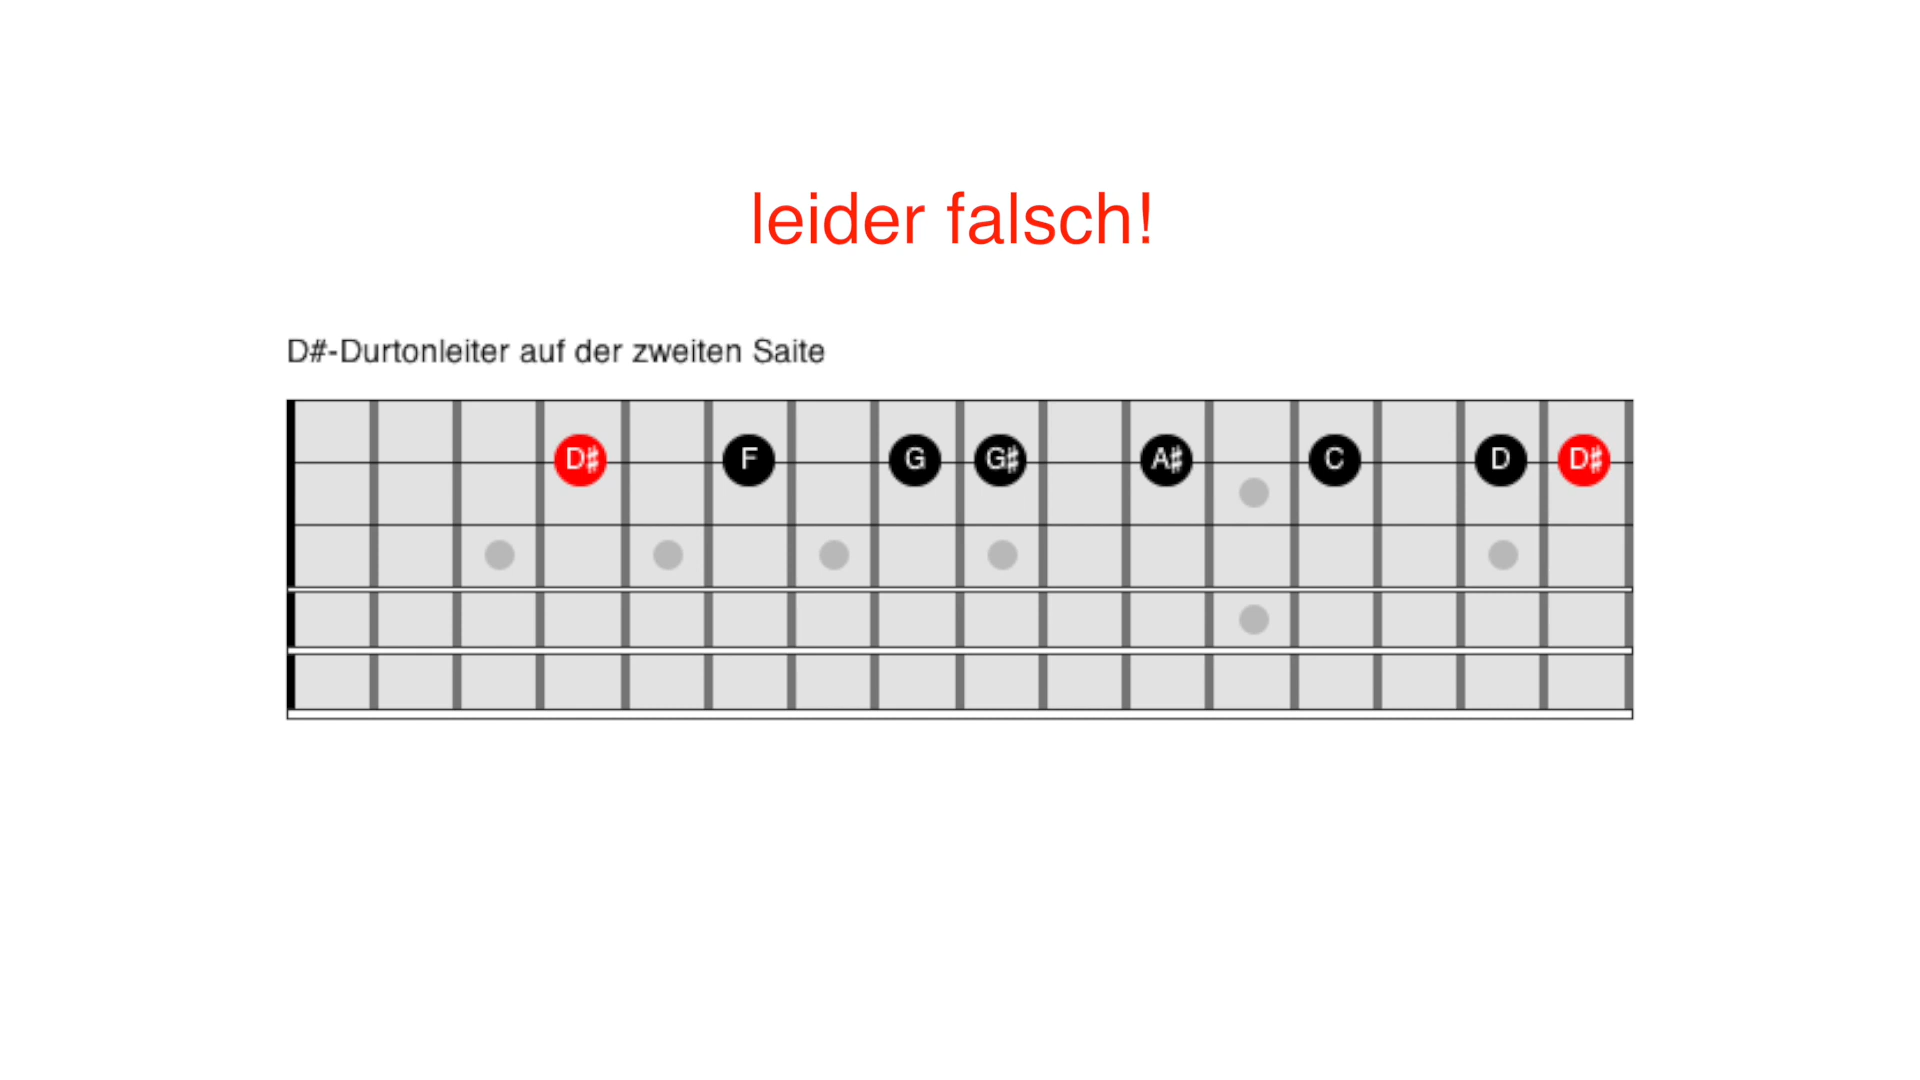 leider falsch!
D#-Durtonleiter auf der zweiten Saite
D♯ F G G♯ A♯ C D D♯